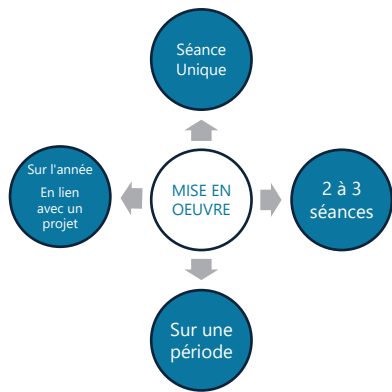 Séance
Unique
Sur l'année
En lien
avec un
projet
MISE EN
OEUVRE
2 à 3
séances
Sur une
période